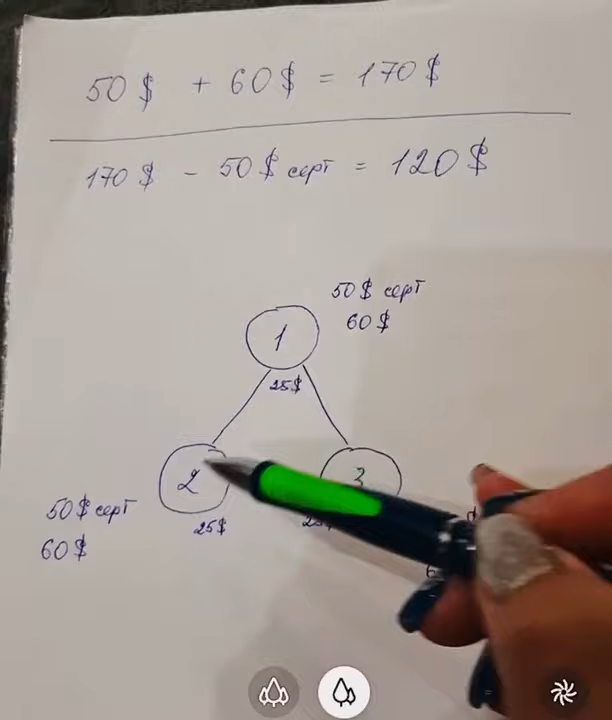 50 $ + 60 $ = 170 $
170 $ - 50 $ серт = 120 $
50 $ серт
60 $
1
25 $
2
3
50 $ серт
25 $
60 $